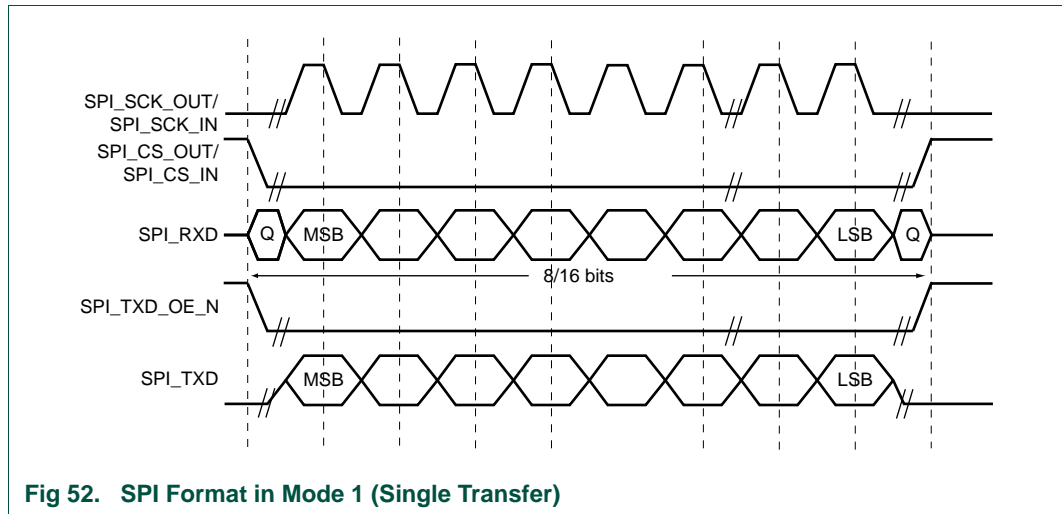 SPI_SCK_OUT/
SPI_SCK_IN
SPI_CS_OUT/
SPI_CS_IN
SPI_RXD
Q
MSB
LSB
Q
8/16 bits
SPI_TXD_OE_N
SPI_TXD
MSB
LSB
Fig 52. SPI Format in Mode 1 (Single Transfer)